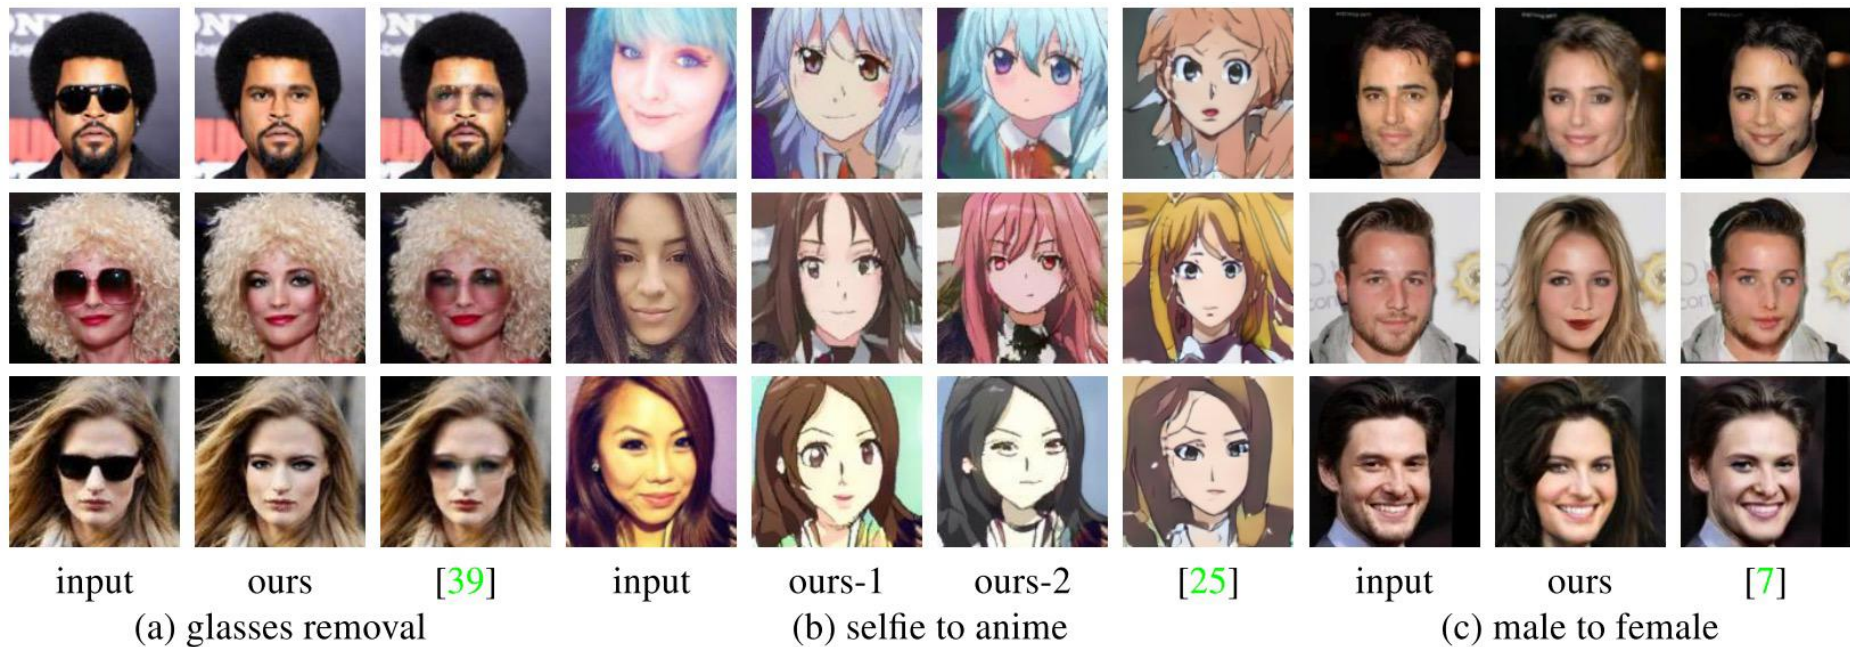 input ours [39] input ours-1 ours-2 [25] input ours [7]
(a) glasses removal (b) selfie to anime (c) male to female